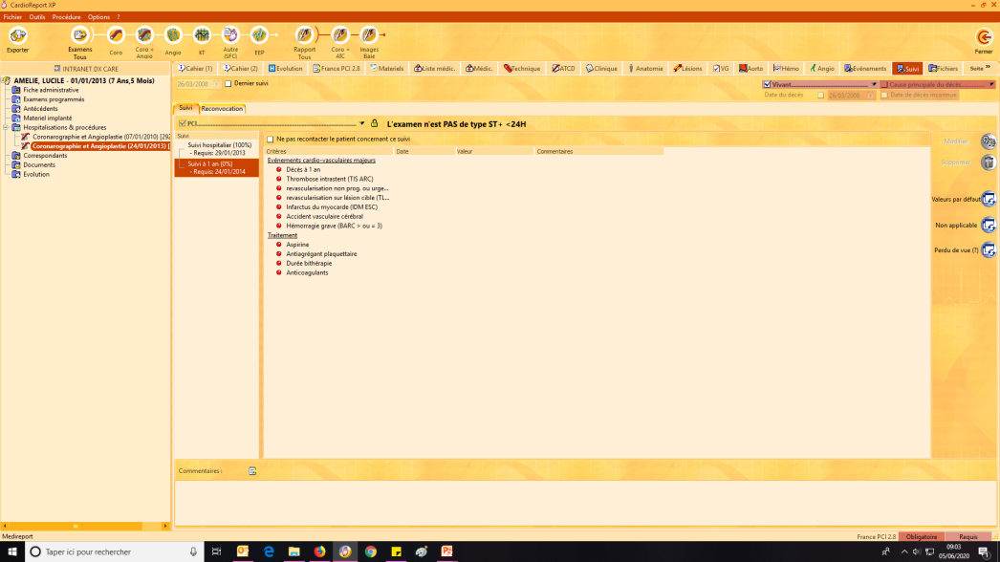 CardioReport XP
Fichier Outils Procédure Options ?
Exporter
Examens Tous
Coro
Coro + Angio
Angio
KT
Autre (SFC)
EEP
Rapport Tous
Coro + ATC
Images Baie
Fermer
INTRANET DX CARE
Cahier (1) Cahier (2) Evolution France PCI 2.8 Materiels Liste médic. Médic. Technique ATCD Clinique Anatomie Lésions VG Aorto Hémo Angio Evénements Suivi Fichiers Suite
AMELIE, LUCILE - 01/01/2013 (7 Ans,5 Mois)
Fiche administrative
Examens programmés
Antécédents
Materiel implanté
Hospitalisations & procédures
Coronarographie et Angioplastie (07/01/2010) [292
Coronarographie et Angioplastie (24/01/2013) [
Correspondants
Documents
Evolution
26/03/2008 Dernier suivi
Vivant
Cause principale du décès
Date du décès 26/03/2008 Date de décès inconnue
Suivi Reconvocation
PCI
L'examen n'est PAS de type ST+ <24H
Suivi
Suivi hospitalier (100%)
- Requis: 29/01/2013
Suivi à 1 an (0%)
- Requis: 24/01/2014
Ne pas recontacter le patient concernant ce suivi
Critères Date Valeur Commentaires
Evénements cardio-vasculaires majeurs
Décès à 1 an
Thrombose intrastent (TIS ARC)
revascularisation non prog. ou urge...
revascularisation sur lésion cible (TL...
Infarctus du myocarde (IDM ESC)
Accident vasculaire cérébral
Hémorragie grave (BARC > ou = 3)
Traitement
Aspirine
Antiagrégant plaquettaire
Durée bithérapie
Anticoagulants
Modifier
Supprimer
Valeurs par défaut
Non applicable
Perdu de vue (?)
Commentaires :
Medireport
France PCI 2.8 Obligatoire Requis
Taper ici pour rechercher
09:03
05/06/2020